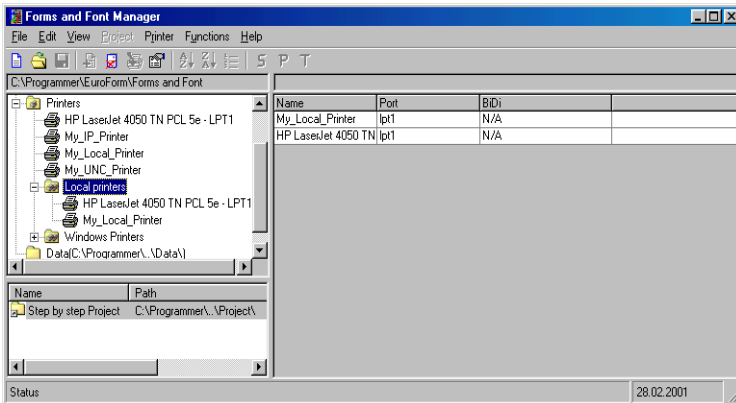 Forms and Font Manager
File Edit View Project Printer Functions Help
S P T
C:\Programmer\EuroForm\Forms and Font
Printers
HP LaserJet 4050 TN PCL 5e - LPT1
My_IP_Printer
My_Local_Printer
My_UNC_Printer
Local printers
HP LaserJet 4050 TN PCL 5e - LPT1
My_Local_Printer
Windows Printers
Data(C:\Programmer\..\Data\)
Name Path
Step by step Project C:\Programmer\..\Project\
Name Port BiDi
My_Local_Printer lpt1 N/A
HP LaserJet 4050 TN lpt1 N/A
Status 28.02.2001